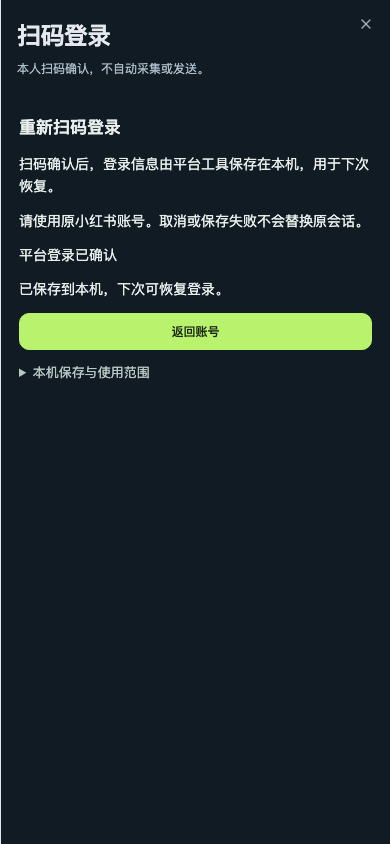 扫码登录
本人扫码确认，不自动采集或发送。
重新扫码登录
扫码确认后，登录信息由平台工具保存在本机，用于下次
恢复。
请使用原小红书账号。取消或保存失败不会替换原会话。
平台登录已确认
已保存到本机，下次可恢复登录。
返回账号
本机保存与使用范围